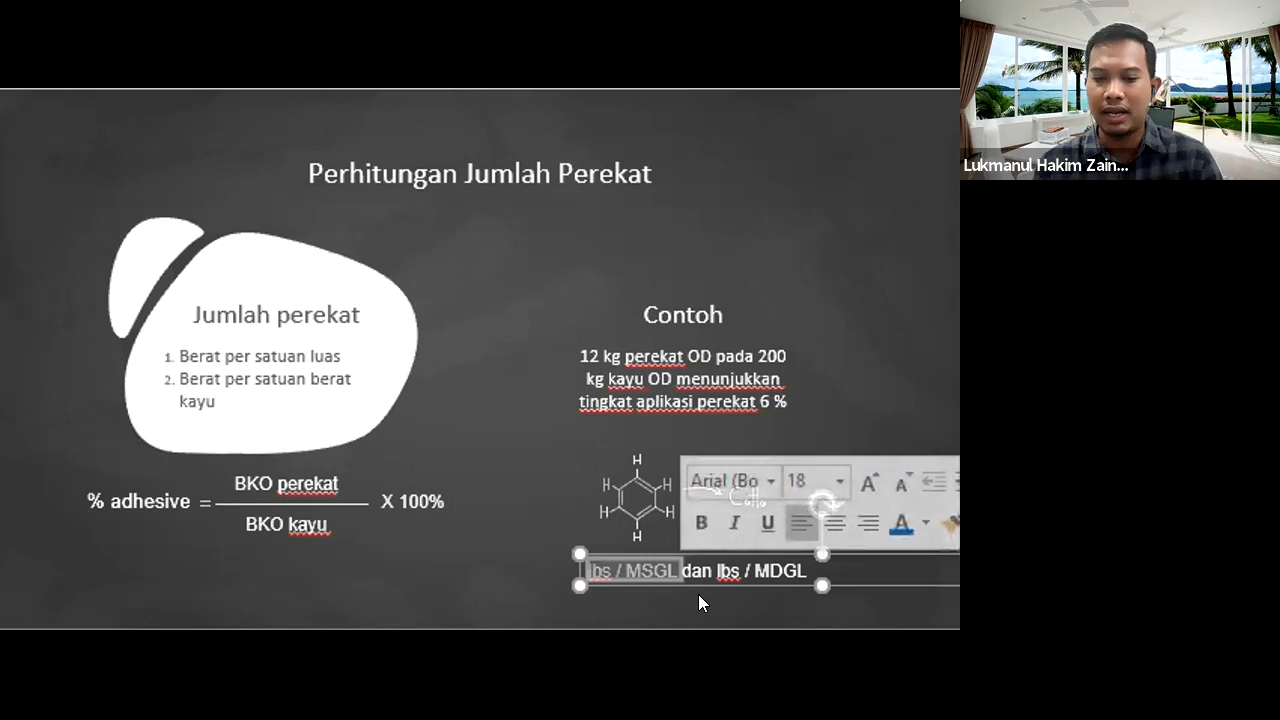 Lukmanul Hakim Zain...
Perhitungan Jumlah Perekat
Jumlah perekat
1. Berat per satuan luas
2. Berat per satuan berat
kayu
% adhesive = BKO perekat X 100%
BKO kayu
Contoh
12 kg perekat OD pada 200
kg kayu OD menunjukkan
tingkat aplikasi perekat 6 %
H
H H
H H
H
Arial (Bo 18 A A
B I U A
lbs / MSGL dan lbs / MDGL